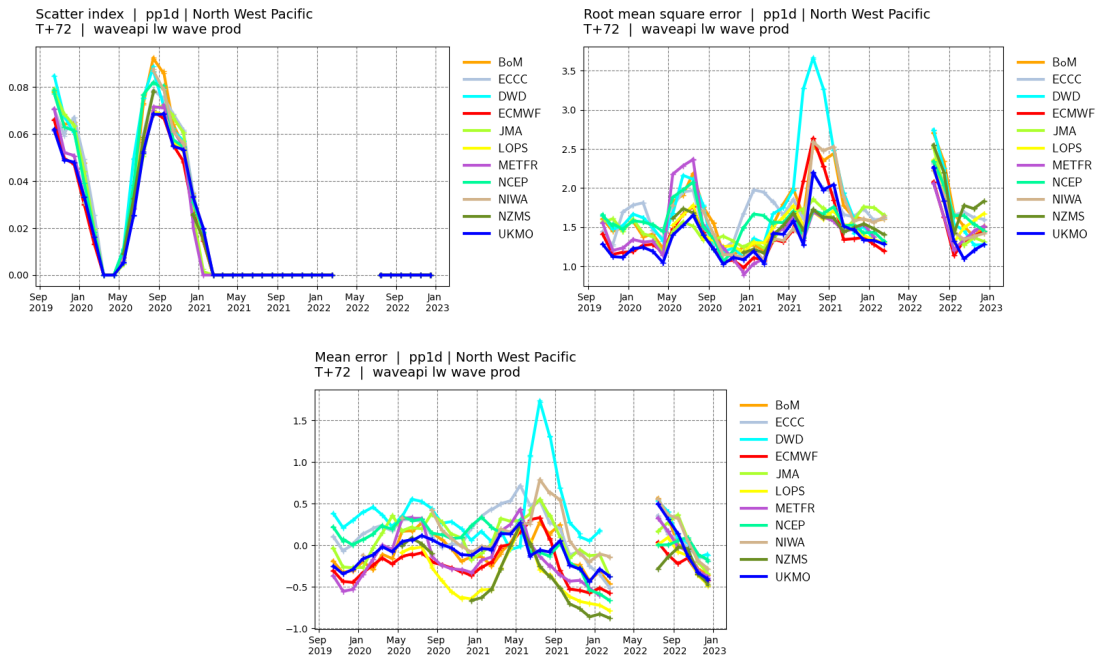 Scatter index | pp1d | North West Pacific
T+72 | waveapi lw wave prod
0.08
0.06
0.04
0.02
0.00
Sep 2019
Jan 2020
May 2020
Sep 2020
Jan 2021
May 2021
Sep 2021
Jan 2022
May 2022
Sep 2022
Jan 2023
BoM
ECCC
DWD
ECMWF
JMA
LOPS
METFR
NCEP
NIWA
NZMS
UKMO
Root mean square error | pp1d | North West Pacific
T+72 | waveapi lw wave prod
3.5
3.0
2.5
2.0
1.5
1.0
Sep 2019
Jan 2020
May 2020
Sep 2020
Jan 2021
May 2021
Sep 2021
Jan 2022
May 2022
Sep 2022
Jan 2023
BoM
ECCC
DWD
ECMWF
JMA
LOPS
METFR
NCEP
NIWA
NZMS
UKMO
Mean error | pp1d | North West Pacific
T+72 | waveapi lw wave prod
1.5
1.0
0.5
0.0
−0.5
−1.0
Sep 2019
Jan 2020
May 2020
Sep 2020
Jan 2021
May 2021
Sep 2021
Jan 2022
May 2022
Sep 2022
Jan 2023
BoM
ECCC
DWD
ECMWF
JMA
LOPS
METFR
NCEP
NIWA
NZMS
UKMO